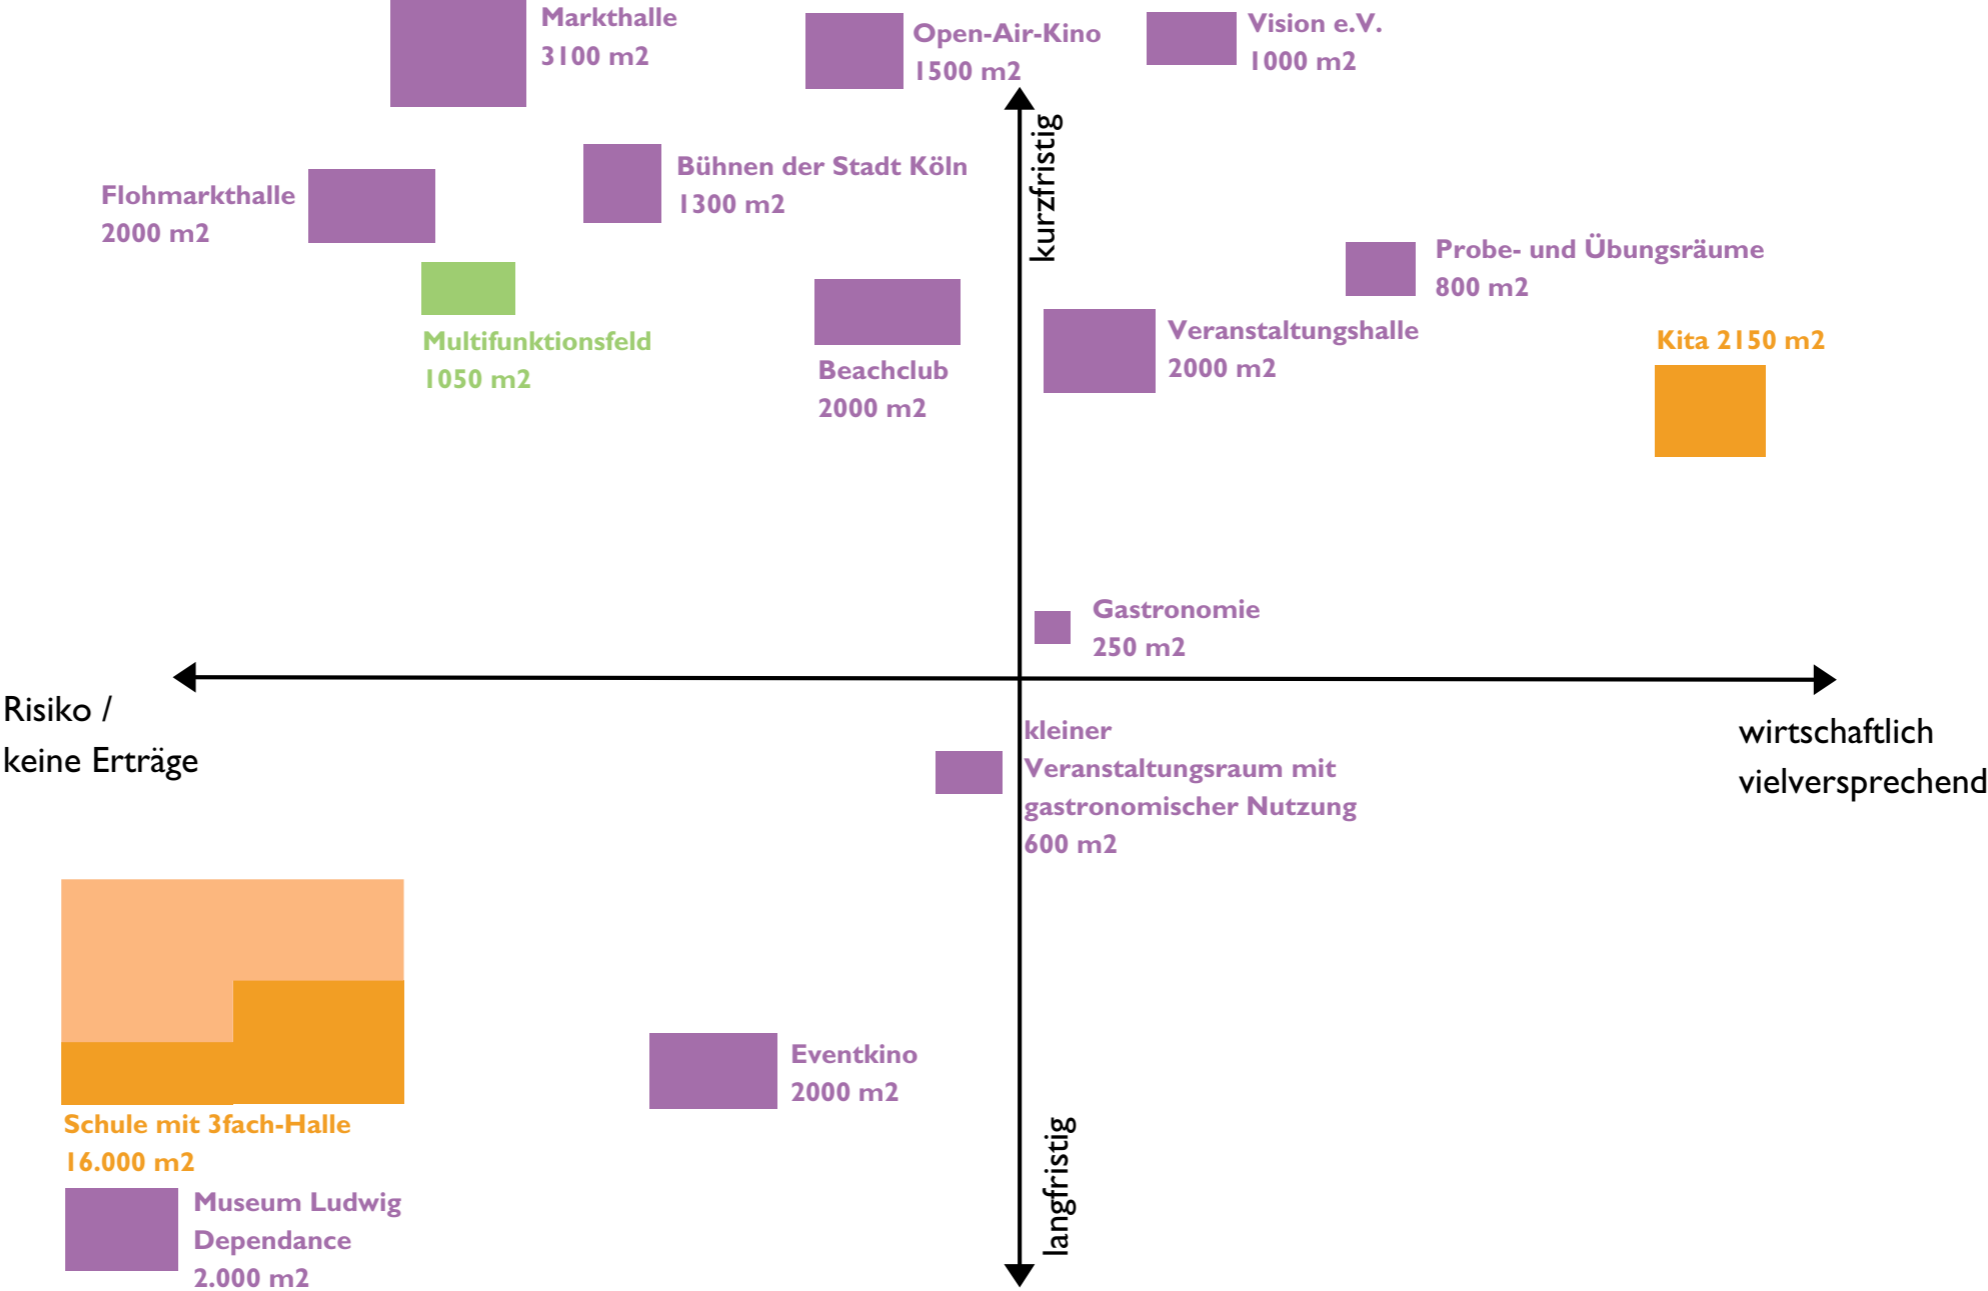 Markthalle
3100 m2
Open-Air-Kino
1500 m2
Vision e.V.
1000 m2
kurzfristig
Bühnen der Stadt Köln
1300 m2
Flohmarkthalle
2000 m2
Probe- und Übungsräume
800 m2
Multifunktionsfeld
1050 m2
Beachclub
2000 m2
Veranstaltungshalle
2000 m2
Kita 2150 m2
Gastronomie
250 m2
Risiko /
keine Erträge
wirtschaftlich
vielversprechend
kleiner
Veranstaltungsraum mit
gastronomischer Nutzung
600 m2
Eventkino
2000 m2
langfristig
Schule mit 3fach-Halle
16.000 m2
Museum Ludwig
Dependance
2.000 m2